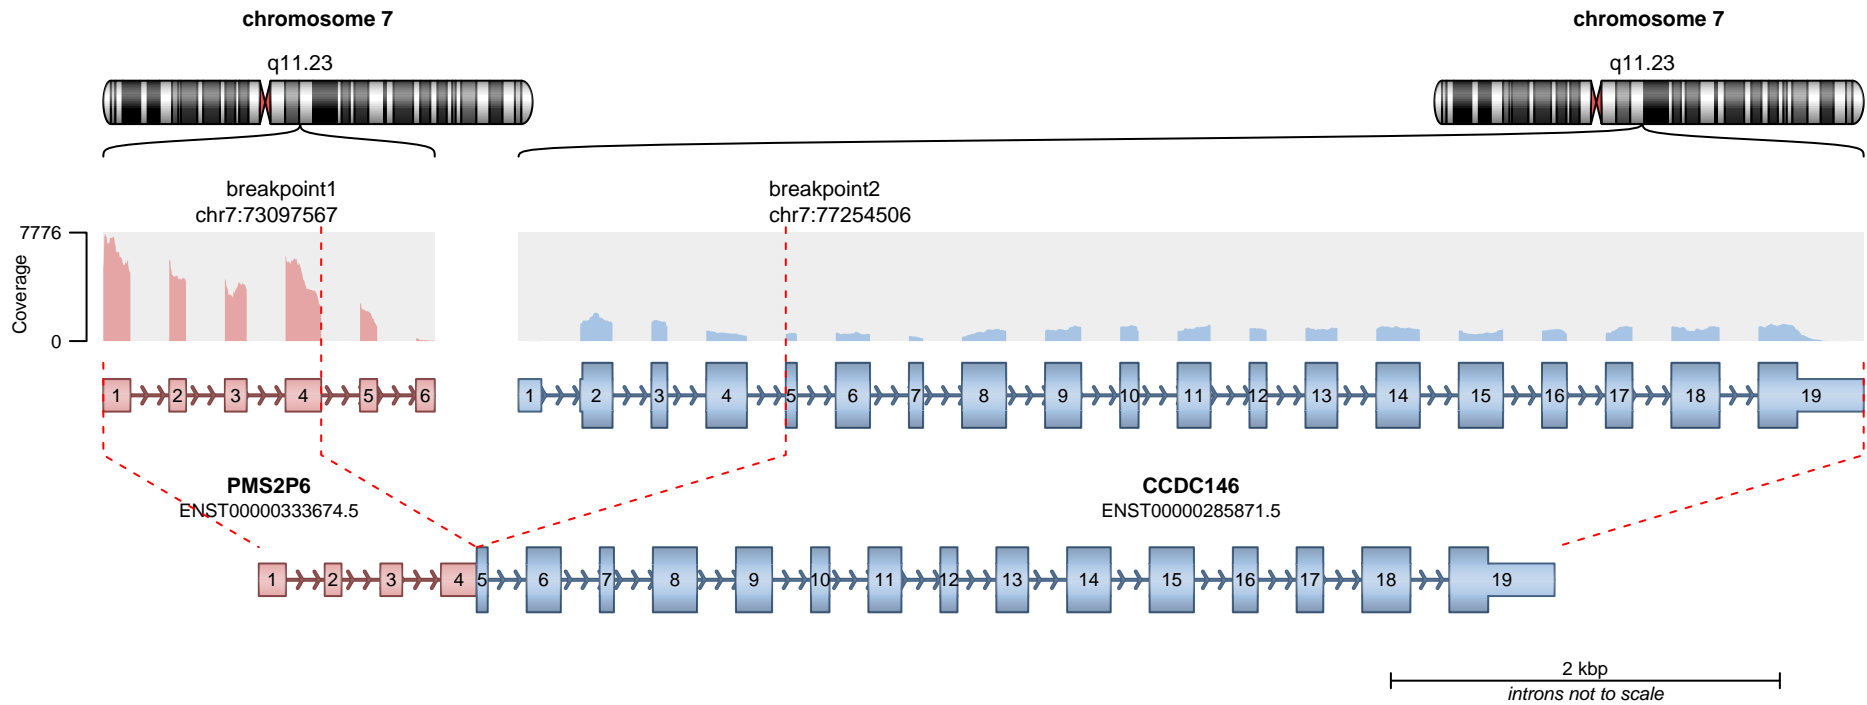 chromosome 7
chromosome 7
q11.23
q11.23
breakpoint1
chr7:73097567
breakpoint2
chr7:77254506
7776
Coverage
0
1 2 3 4 5 6
1 2 3 4 5 6 7 8 9 10 11 12 13 14 15 16 17 18 19
PMS2P6
ENST00000333674.5
CCDC146
ENST00000285871.5
1 2 3 4 5 6 7 8 9 10 11 12 13 14 15 16 17 18 19
2 kbp
introns not to scale